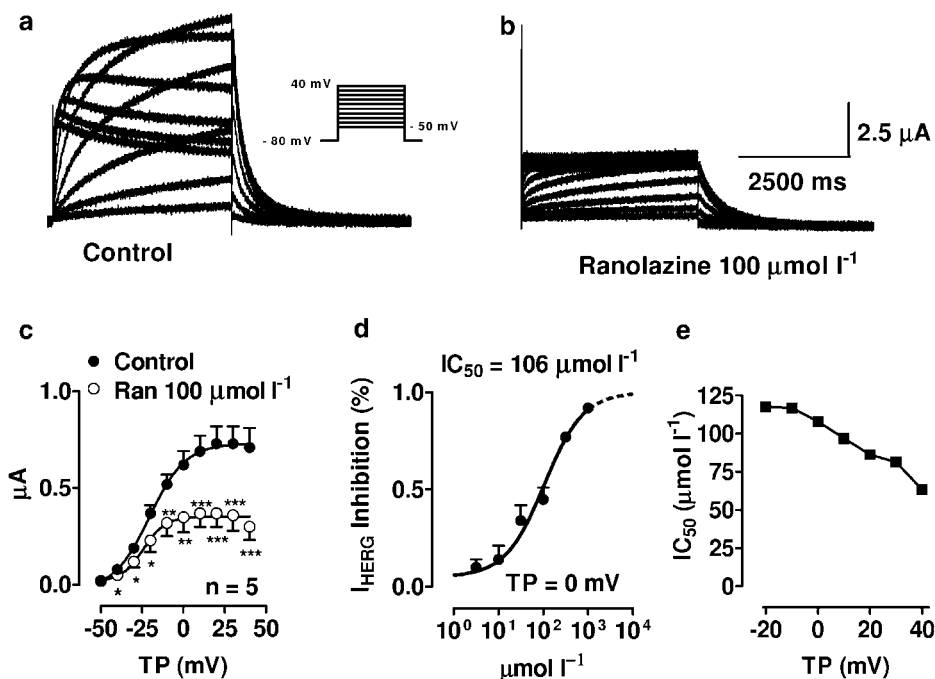 a
40 mV
- 50 mV
- 80 mV
Control
b
2.5 μA
2500 ms
Ranolazine 100 μmol l⁻¹
c
Control
Ran 100 μmol l⁻¹
1.0
0.5
0.0
μA
***
***
**
**
***
***
*
*
*
n = 5
-50 -25 0 25 50
TP (mV)
d
IC₅₀ = 106 μmol l⁻¹
1.0
0.5
0.0
I_HERG Inhibition (%)
TP = 0 mV
10⁰ 10¹ 10² 10³ 10⁴
μmol l⁻¹
e
125
100
75
50
25
0
IC₅₀ (μmol l⁻¹)
-20 0 20 40
TP (mV)